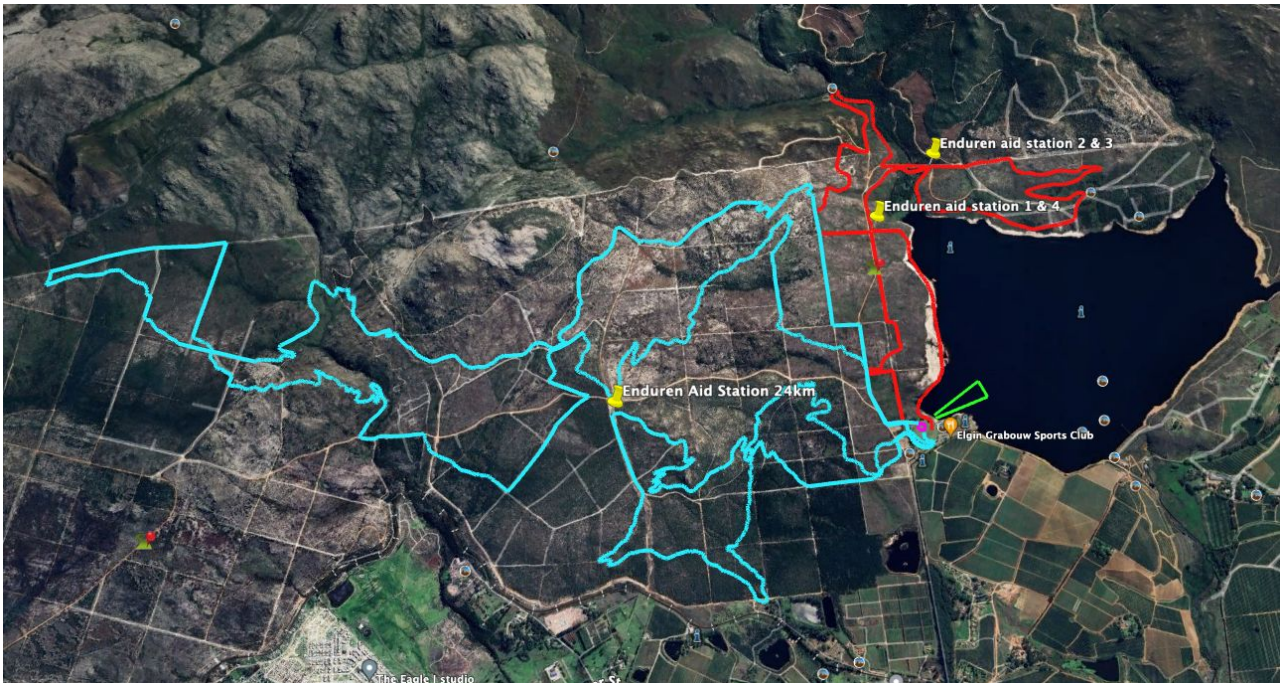 Enduren aid station 2 & 3
Enduren aid station 1 & 4
Enduren Aid Station 24km
Elgin Grabouw Sports Club
The Eagle I studio